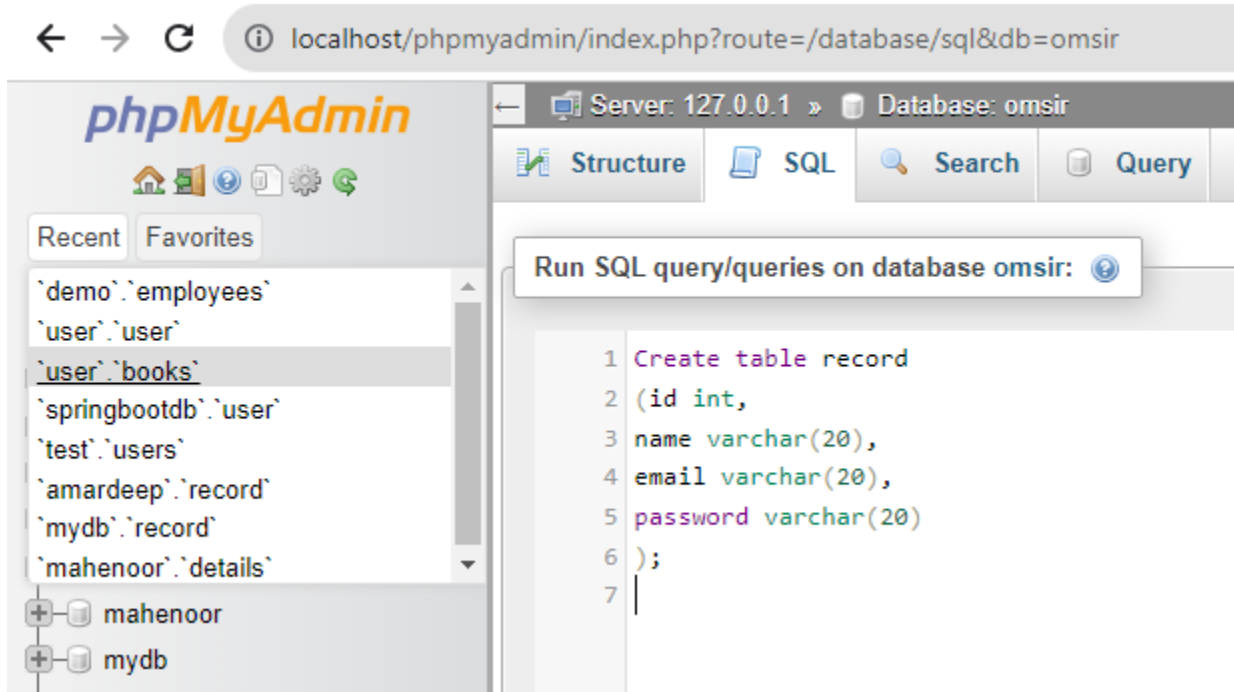 localhost/phpmyadmin/index.php?route=/database/sql&db=omsir
phpMyAdmin
Recent Favorites
`demo`.`employees`
`user`.`user`
`user`.`books`
`springbootdb`.`user`
`test`.`users`
`amardeep`.`record`
`mydb`.`record`
`mahenoor`.`details`
mahenoor
mydb
Server: 127.0.0.1 » Database: omsir
Structure SQL Search Query
Run SQL query/queries on database omsir:
1 Create table record
2 (id int,
3 name varchar(20),
4 email varchar(20),
5 password varchar(20)
6 );
7